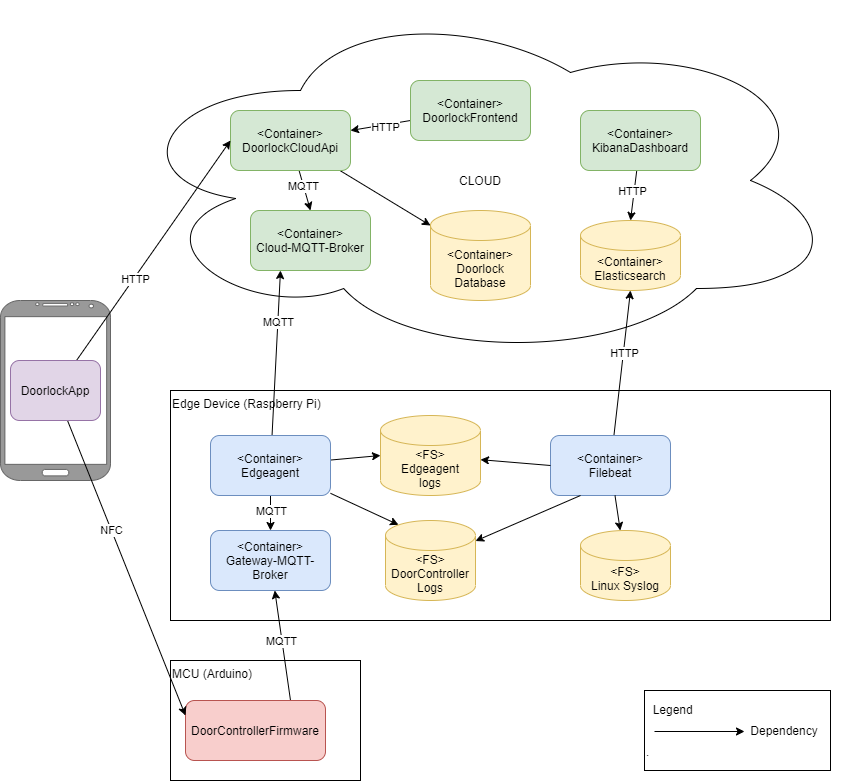 <Container>
DoorlockFrontend
<Container>
DoorlockCloudApi
HTTP
<Container>
KibanaDashboard
MQTT
CLOUD
HTTP
<Container>
Cloud-MQTT-Broker
<Container>
Doorlock
Database
<Container>
Elasticsearch
HTTP
MQTT
HTTP
DoorlockApp
Edge Device (Raspberry Pi)
<Container>
Edgeagent
<FS>
Edgeagent
logs
<Container>
Filebeat
MQTT
NFC
<Container>
Gateway-MQTT-
Broker
<FS>
DoorController
Logs
<FS>
Linux Syslog
MQTT
MCU (Arduino)
DoorControllerFirmware
Legend
Dependency
.